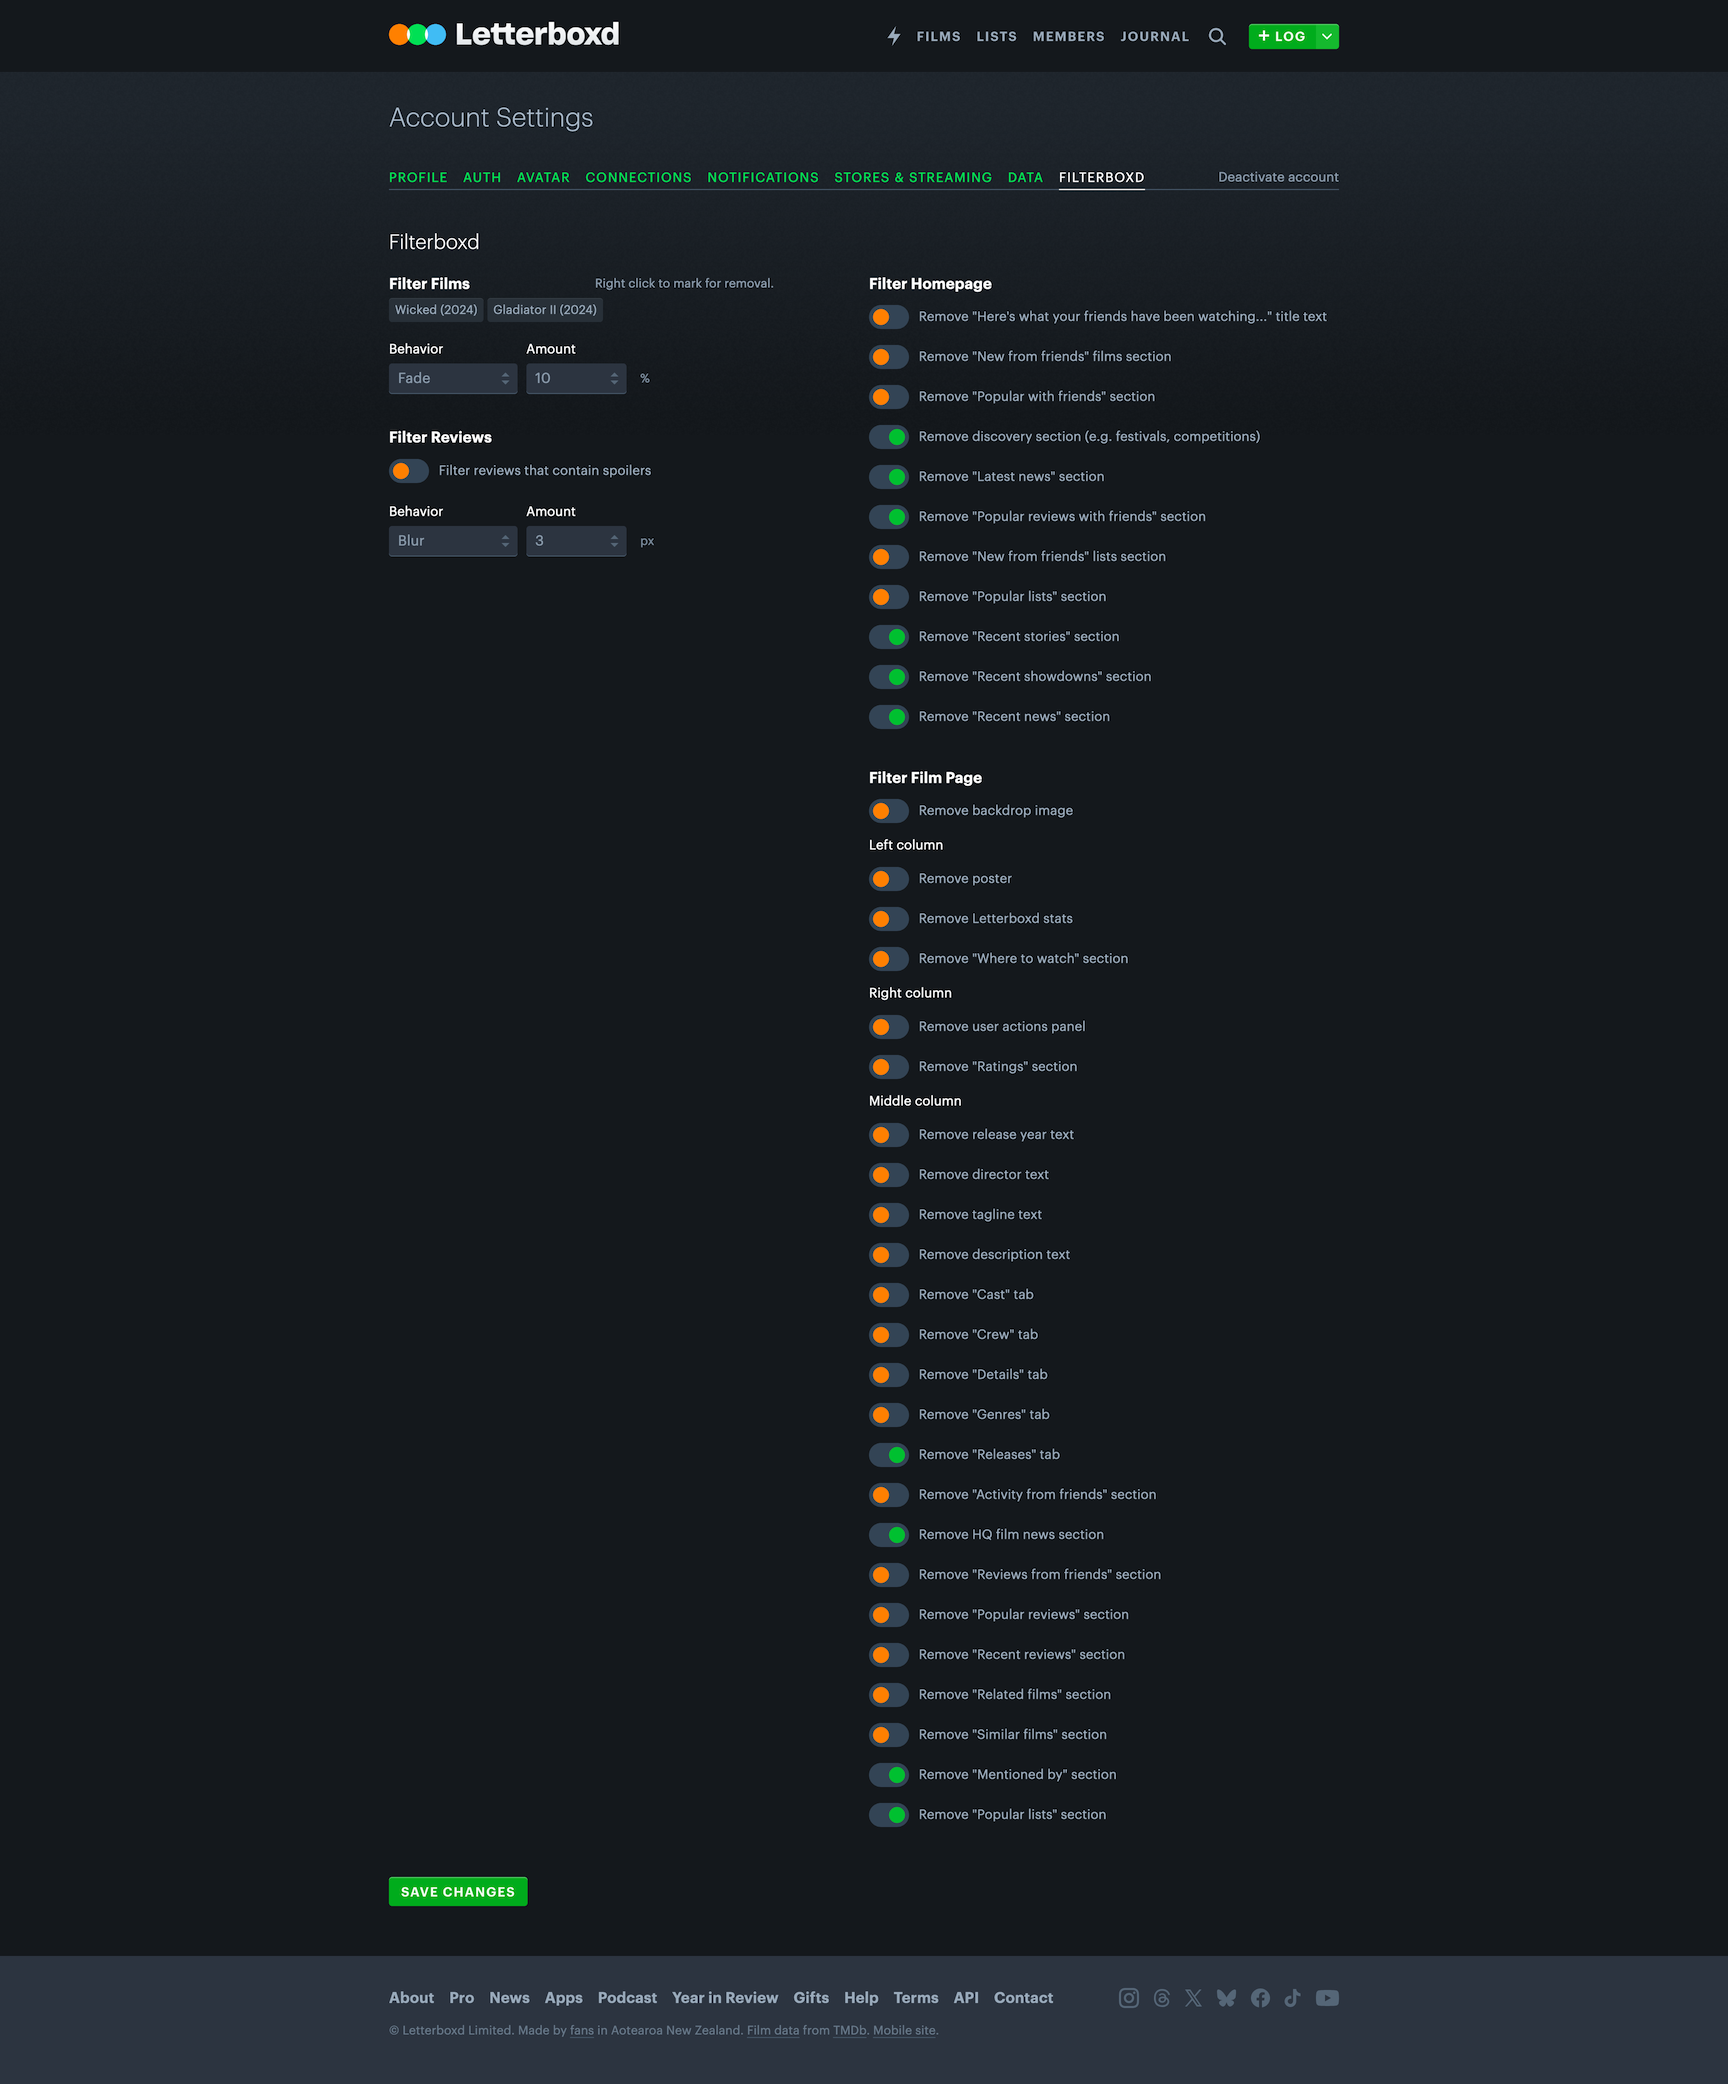 Letterboxd
FILMS LISTS MEMBERS JOURNAL + LOG
Account Settings
PROFILE AUTH AVATAR CONNECTIONS NOTIFICATIONS STORES & STREAMING DATA FILTERBOXD Deactivate account
Filterboxd
Filter Films Right click to mark for removal.
Wicked (2024) Gladiator II (2024)
Behavior Amount
Fade 10 %
Filter Reviews
Filter reviews that contain spoilers
Behavior Amount
Blur 3 px
Filter Homepage
Remove "Here's what your friends have been watching..." title text
Remove "New from friends" films section
Remove "Popular with friends" section
Remove discovery section (e.g. festivals, competitions)
Remove "Latest news" section
Remove "Popular reviews with friends" section
Remove "New from friends" lists section
Remove "Popular lists" section
Remove "Recent stories" section
Remove "Recent showdowns" section
Remove "Recent news" section
Filter Film Page
Remove backdrop image
Left column
Remove poster
Remove Letterboxd stats
Remove "Where to watch" section
Right column
Remove user actions panel
Remove "Ratings" section
Middle column
Remove release year text
Remove director text
Remove tagline text
Remove description text
Remove "Cast" tab
Remove "Crew" tab
Remove "Details" tab
Remove "Genres" tab
Remove "Releases" tab
Remove "Activity from friends" section
Remove HQ film news section
Remove "Reviews from friends" section
Remove "Popular reviews" section
Remove "Recent reviews" section
Remove "Related films" section
Remove "Similar films" section
Remove "Mentioned by" section
Remove "Popular lists" section
SAVE CHANGES
About Pro News Apps Podcast Year in Review Gifts Help Terms API Contact
© Letterboxd Limited. Made by fans in Aotearoa New Zealand. Film data from TMDb. Mobile site.